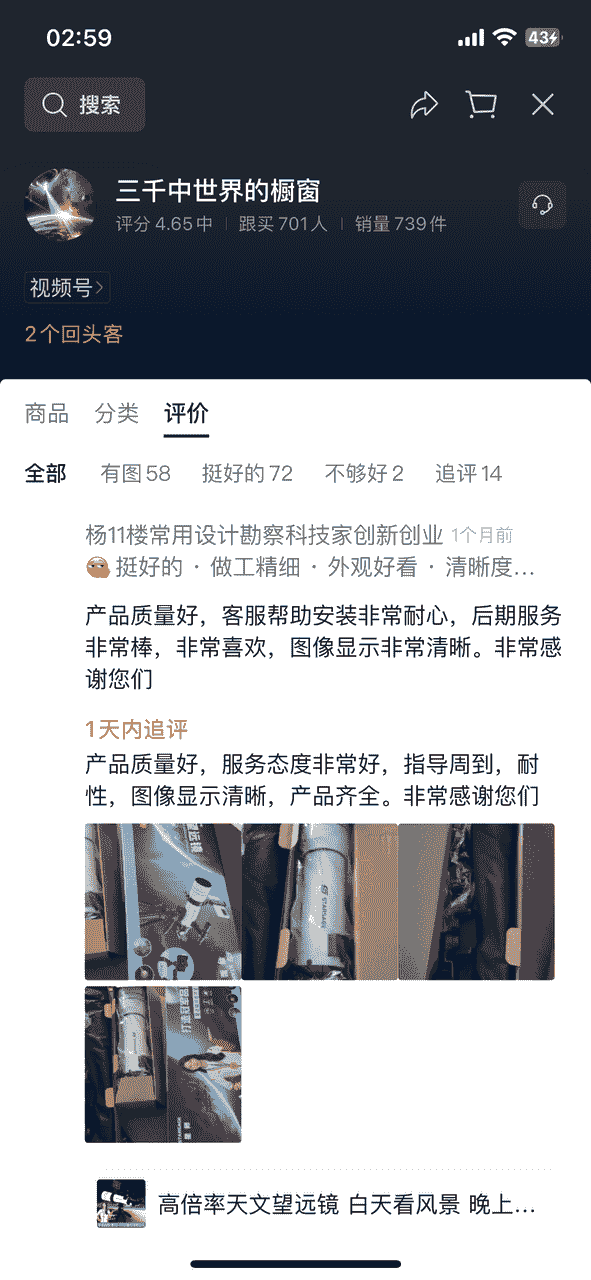 02:59
43
搜索
三千中世界的橱窗
评分 4.65 中 | 跟买 701人 | 销量 739件
视频号
2个回头客
商品 分类 评价
全部 有图 58 挺好的 72 不够好 2 追评 14
杨11楼常用设计勘察科技家创新创业 1个月前
挺好的 · 做工精细 · 外观好看 · 清晰度...
产品质量好，客服帮助安装非常耐心，后期服务
非常棒，非常喜欢，图像显示非常清晰。非常感
谢您们
1天内追评
产品质量好，服务态度非常好，指导周到，耐
性，图像显示清晰，产品齐全。非常感谢您们
高倍率天文望远镜 白天看风景 晚上...